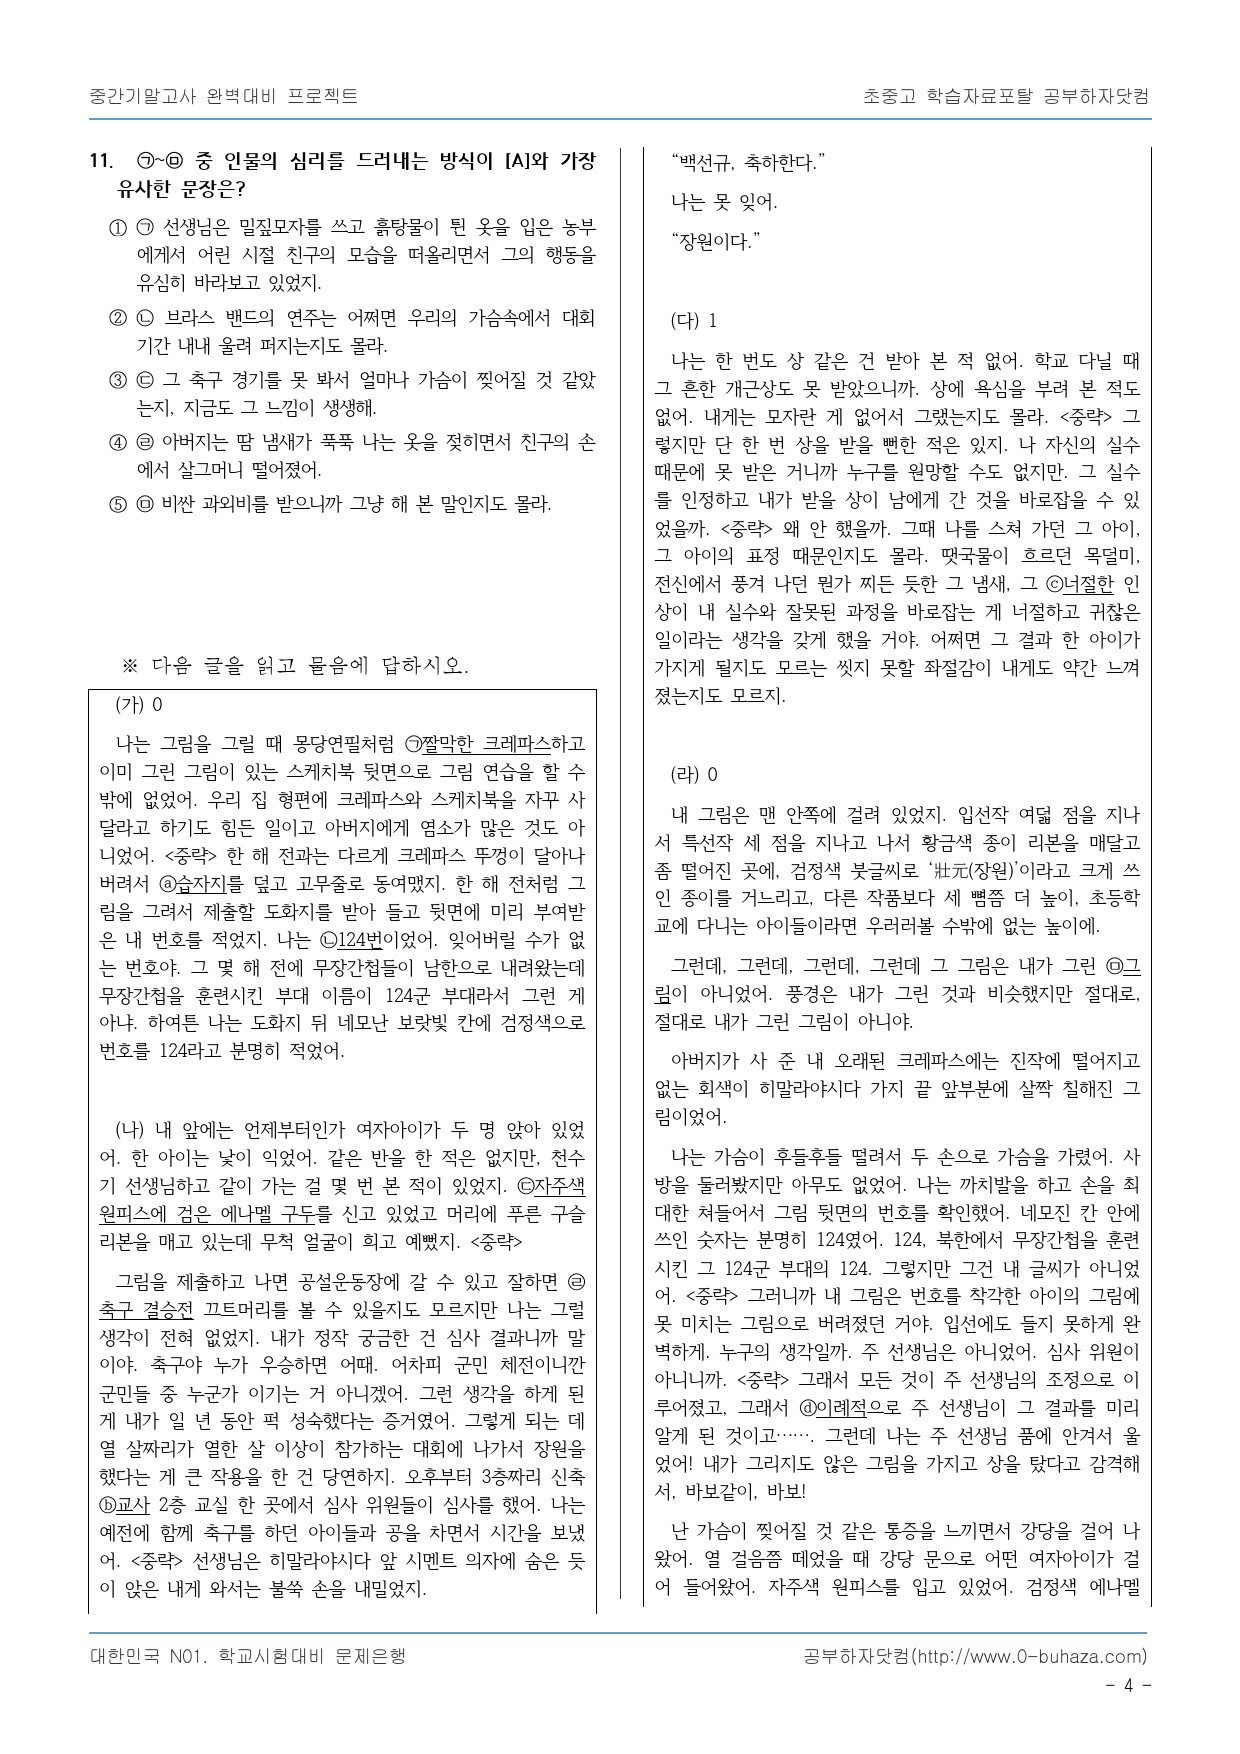 중간기말고사 완벽대비 프로젝트
초중고 학습자료포탈 공부하자닷컴
11. ㉠~㉤ 중 인물의 심리를 드러내는 방식이 [A]와 가장
유사한 문장은?
① ㉠ 선생님은 밀짚모자를 쓰고 흙탕물이 튄 옷을 입은 농부
에게서 어린 시절 친구의 모습을 떠올리면서 그의 행동을
유심히 바라보고 있었지.
② ㉡ 브라스 밴드의 연주는 어쩌면 우리의 가슴속에서 대회
기간 내내 울려 퍼지는지도 몰라.
③ ㉢ 그 축구 경기를 못 봐서 얼마나 가슴이 찢어질 것 같았
는지, 지금도 그 느낌이 생생해.
④ ㉣ 아버지는 땀 냄새가 푹푹 나는 옷을 젖히면서 친구의 손
에서 살그머니 떨어졌어.
⑤ ㉤ 비싼 과외비를 받으니까 그냥 해 본 말인지도 몰라.
※ 다음 글을 읽고 물음에 답하시오.
(가) 0
나는 그림을 그릴 때 몽당연필처럼 ㉠짤막한 크레파스하고
이미 그린 그림이 있는 스케치북 뒷면으로 그림 연습을 할 수
밖에 없었어. 우리 집 형편에 크레파스와 스케치북을 자꾸 사
달라고 하기도 힘든 일이고 아버지에게 염소가 많은 것도 아
니었어. <중략> 한 해 전과는 다르게 크레파스 뚜껑이 달아나
버려서 ⓐ습자지를 덮고 고무줄로 동여맸지. 한 해 전처럼 그
림을 그려서 제출할 도화지를 받아 들고 뒷면에 미리 부여받
은 내 번호를 적었지. 나는 ㉡124번이었어. 잊어버릴 수가 없
는 번호야. 그 몇 해 전에 무장간첩들이 남한으로 내려왔는데
무장간첩을 훈련시킨 부대 이름이 124군 부대라서 그런 게
아냐. 하여튼 나는 도화지 뒤 네모난 보랏빛 칸에 검정색으로
번호를 124라고 분명히 적었어.
(나) 내 앞에는 언제부터인가 여자아이가 두 명 앉아 있었
어. 한 아이는 낯이 익었어. 같은 반을 한 적은 없지만, 천수
기 선생님하고 같이 가는 걸 몇 번 본 적이 있었지. ㉢자주색
원피스에 검은 에나멜 구두를 신고 있었고 머리에 푸른 구슬
리본을 매고 있는데 무척 얼굴이 희고 예뻤지. <중략>
그림을 제출하고 나면 공설운동장에 갈 수 있고 잘하면 ㉣
축구 결승전 끄트머리를 볼 수 있을지도 모르지만 나는 그럴
생각이 전혀 없었지. 내가 정작 궁금한 건 심사 결과니까 말
이야. 축구야 누가 우승하면 어때. 어차피 군민 체전이니깐
군민들 중 누군가 이기는 거 아니겠어. 그런 생각을 하게 된
게 내가 일 년 동안 퍽 성숙했다는 증거였어. 그렇게 되는 데
열 살짜리가 열한 살 이상이 참가하는 대회에 나가서 장원을
했다는 게 큰 작용을 한 건 당연하지. 오후부터 3층짜리 신축
ⓑ교사 2층 교실 한 곳에서 심사 위원들이 심사를 했어. 나는
예전에 함께 축구를 하던 아이들과 공을 차면서 시간을 보냈
어. <중략> 선생님은 히말라야시다 앞 시멘트 의자에 숨은 듯
이 앉은 내게 와서는 불쑥 손을 내밀었지.
“백선규, 축하한다.”
나는 못 잊어.
“장원이다.”
(다) 1
나는 한 번도 상 같은 건 받아 본 적 없어. 학교 다닐 때
그 흔한 개근상도 못 받았으니까. 상에 욕심을 부려 본 적도
없어. 내게는 모자란 게 없어서 그랬는지도 몰라. <중략> 그
렇지만 단 한 번 상을 받을 뻔한 적은 있지. 나 자신의 실수
때문에 못 받은 거니까 누구를 원망할 수도 없지만. 그 실수
를 인정하고 내가 받을 상이 남에게 간 것을 바로잡을 수 있
었을까. <중략> 왜 안 했을까. 그때 나를 스쳐 가던 그 아이,
그 아이의 표정 때문인지도 몰라. 땟국물이 흐르던 목덜미,
전신에서 풍겨 나던 뭔가 찌든 듯한 그 냄새, 그 ⓒ너절한 인
상이 내 실수와 잘못된 과정을 바로잡는 게 너절하고 귀찮은
일이라는 생각을 갖게 했을 거야. 어쩌면 그 결과 한 아이가
가지게 될지도 모르는 씻지 못할 좌절감이 내게도 약간 느껴
졌는지도 모르지.
(라) 0
내 그림은 맨 안쪽에 걸려 있었지. 입선작 여덟 점을 지나
서 특선작 세 점을 지나고 나서 황금색 종이 리본을 매달고
좀 떨어진 곳에, 검정색 붓글씨로 ‘壯元(장원)’이라고 크게 쓰
인 종이를 거느리고, 다른 작품보다 세 뼘쯤 더 높이, 초등학
교에 다니는 아이들이라면 우러러볼 수밖에 없는 높이에.
그런데, 그런데, 그런데, 그런데 그 그림은 내가 그린 ㉤그
림이 아니었어. 풍경은 내가 그린 것과 비슷했지만 절대로,
절대로 내가 그린 그림이 아니야.
아버지가 사 준 내 오래된 크레파스에는 진작에 떨어지고
없는 회색이 히말라야시다 가지 끝 앞부분에 살짝 칠해진 그
림이었어.
나는 가슴이 후들후들 떨려서 두 손으로 가슴을 가렸어. 사
방을 둘러봤지만 아무도 없었어. 나는 까치발을 하고 손을 최
대한 쳐들어서 그림 뒷면의 번호를 확인했어. 네모진 칸 안에
쓰인 숫자는 분명히 124였어. 124, 북한에서 무장간첩을 훈련
시킨 그 124군 부대의 124. 그렇지만 그건 내 글씨가 아니었
어. <중략> 그러니까 내 그림은 번호를 착각한 아이의 그림에
못 미치는 그림으로 버려졌던 거야. 입선에도 들지 못하게 완
벽하게. 누구의 생각일까. 주 선생님은 아니었어. 심사 위원이
아니니까. <중략> 그래서 모든 것이 주 선생님의 조정으로 이
루어졌고, 그래서 ⓓ이례적으로 주 선생님이 그 결과를 미리
알게 된 것이고……. 그런데 나는 주 선생님 품에 안겨서 울
었어! 내가 그리지도 않은 그림을 가지고 상을 탔다고 감격해
서, 바보같이, 바보!
난 가슴이 찢어질 것 같은 통증을 느끼면서 강당을 걸어 나
왔어. 열 걸음쯤 떼었을 때 강당 문으로 어떤 여자아이가 걸
어 들어왔어. 자주색 원피스를 입고 있었어. 검정색 에나멜
대한민국 N01. 학교시험대비 문제은행
공부하자닷컴(http://www.0-buhaza.com)
- 4 -